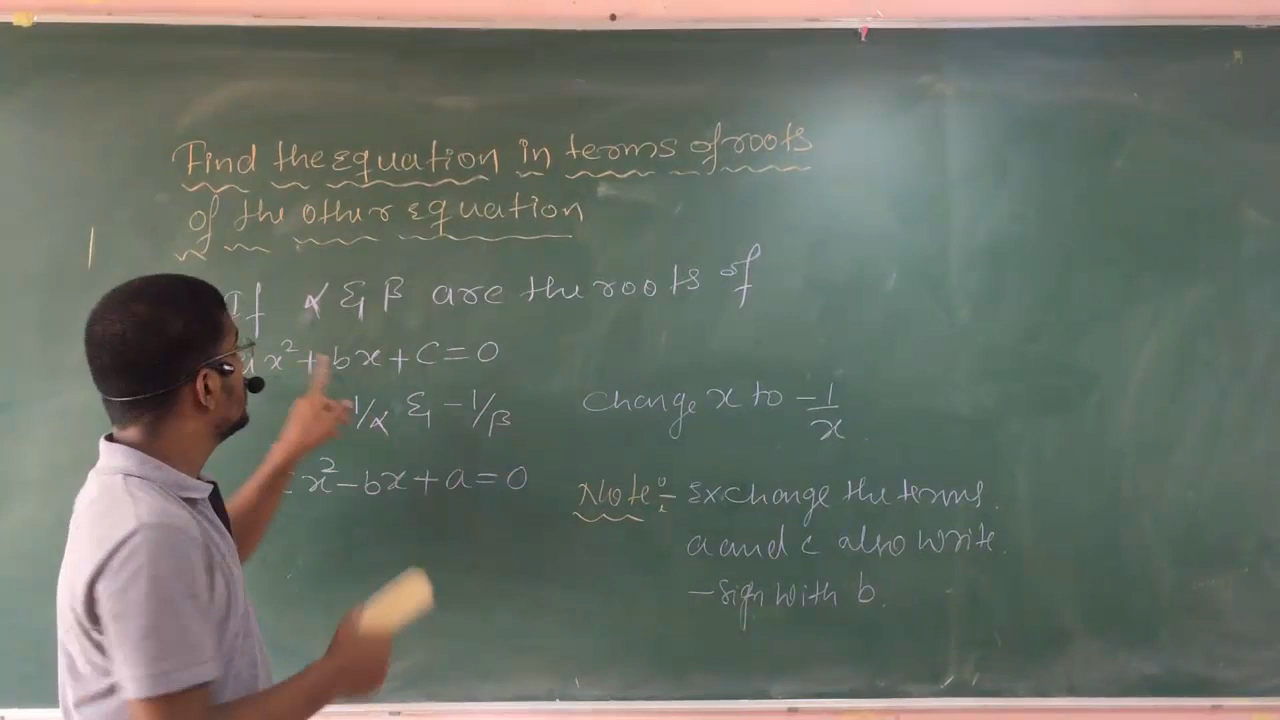 Find the Equation in terms of roots
of the other Equation
If α & β are the roots of
ax²+bx+c=0
1/α & -1/β
change x to -1/x
x²-bx+a=0
Note:- Exchange the terms.
a and c also write.
-sign with b.